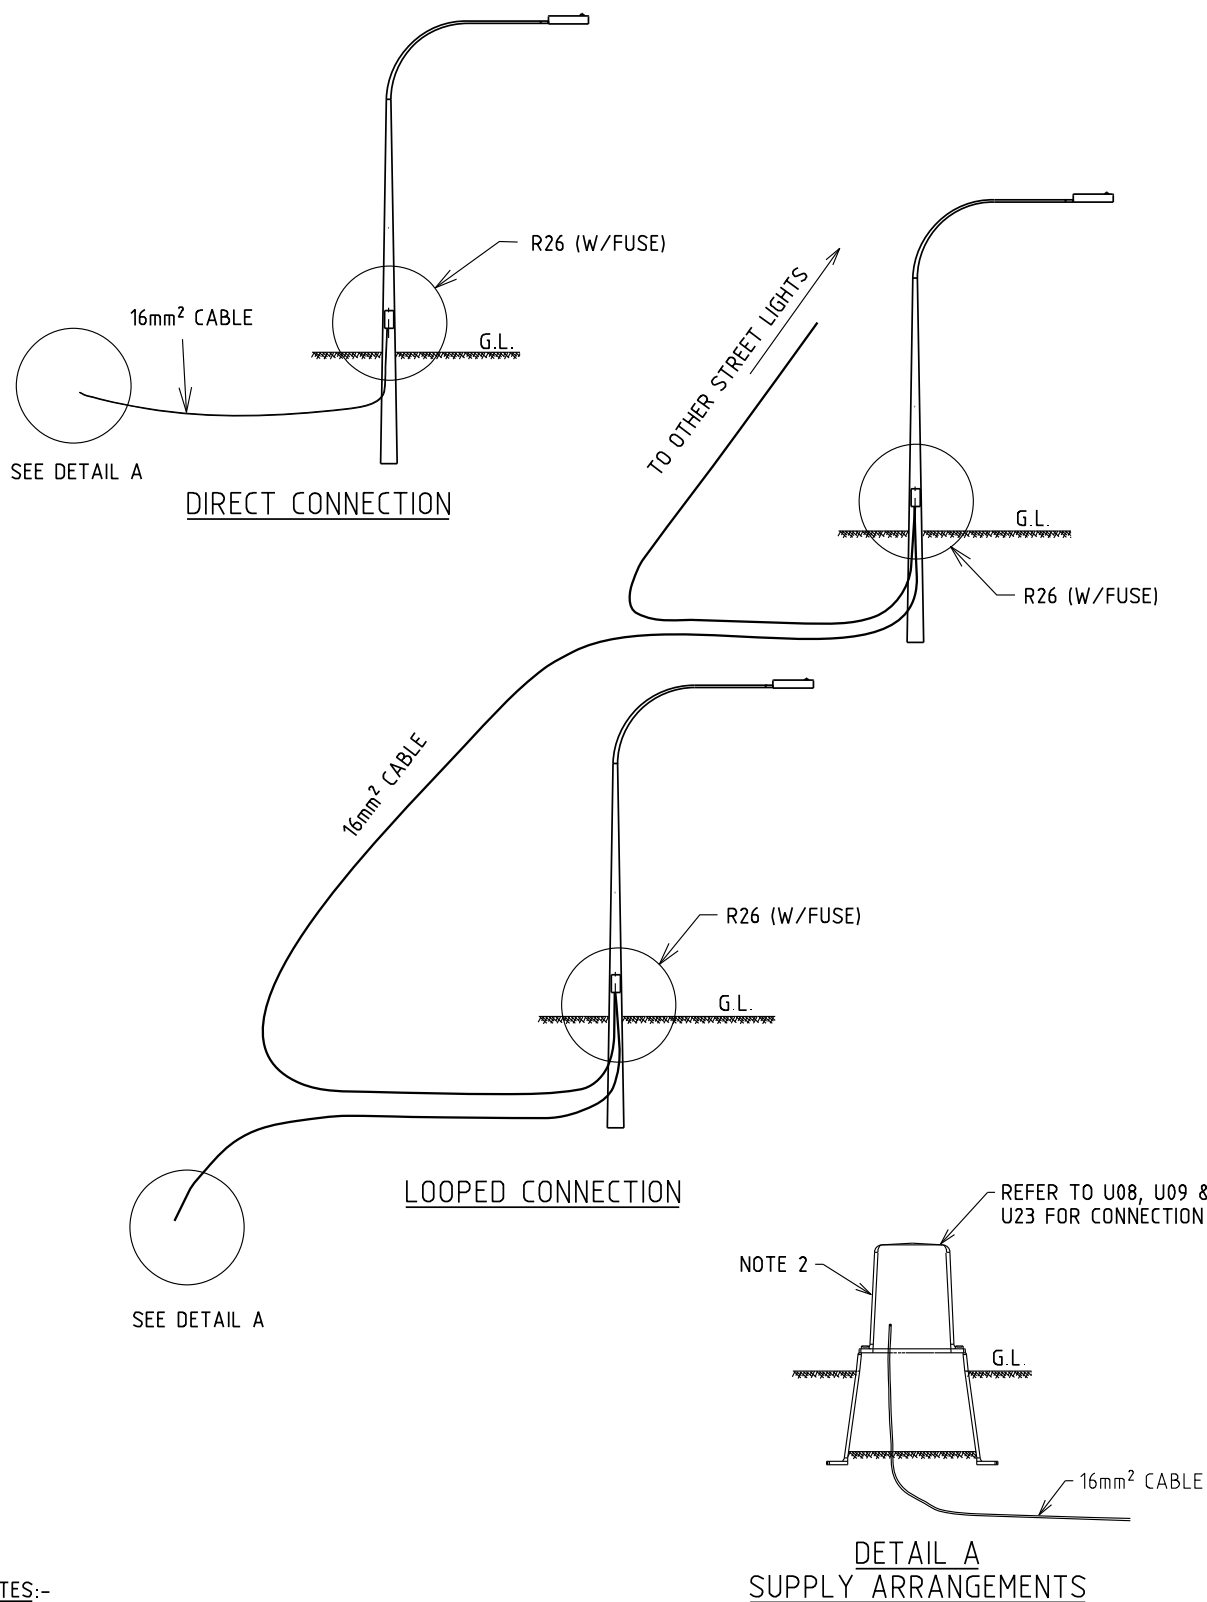 R26 (W/FUSE)
16mm² CABLE
G.L.
SEE DETAIL A
DIRECT CONNECTION
TO OTHER STREET LIGHTS
G.L.
R26 (W/FUSE)
16mm² CABLE
R26 (W/FUSE)
G.L.
LOOPED CONNECTION
SEE DETAIL A
REFER TO U08, U09 &
U23 FOR CONNECTION
NOTE 2
G.L.
16mm² CABLE
DETAIL A
SUPPLY ARRANGEMENTS
TES:-